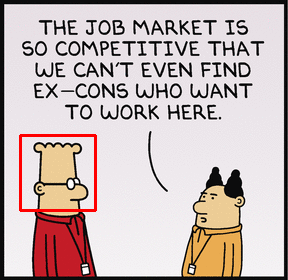 THE JOB MARKET IS
SO COMPETITIVE THAT
WE CAN'T EVEN FIND
EX-CONS WHO WANT
TO WORK HERE.